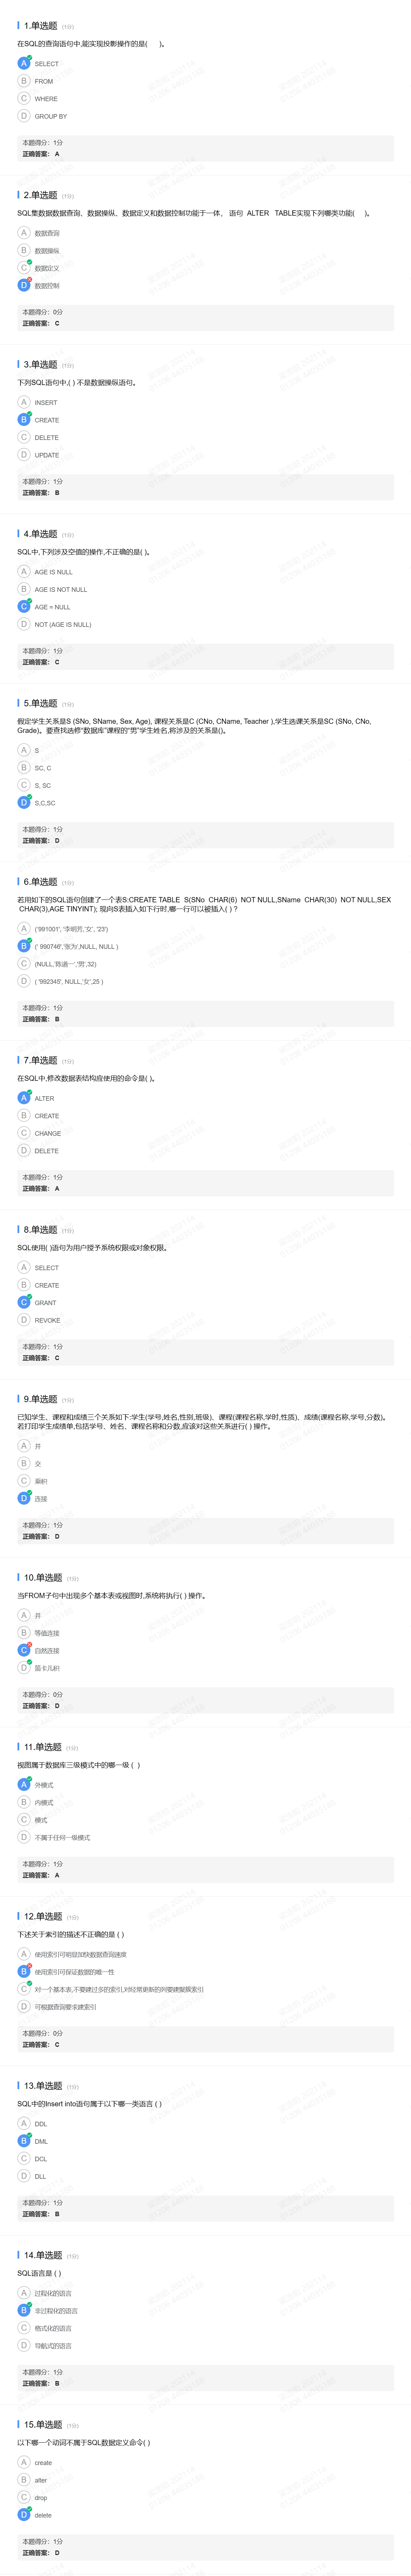 1.单选题 (1分)
在SQL的查询语句中,能实现投影操作的是( )。
A SELECT
B FROM
C WHERE
D GROUP BY
本题得分：1分
正确答案： A
2.单选题 (1分)
SQL集数据数据查询、数据操纵、数据定义和数据控制功能于一体， 语句 ALTER TABLE实现下列哪类功能( )。
A 数据查询
B 数据操纵
C 数据定义
D 数据控制
本题得分：0分
正确答案： C
3.单选题 (1分)
下列SQL语句中,( ) 不是数据操纵语句。
A INSERT
B CREATE
C DELETE
D UPDATE
本题得分：1分
正确答案： B
4.单选题 (1分)
SQL中,下列涉及空值的操作,不正确的是( )。
A AGE IS NULL
B AGE IS NOT NULL
C AGE = NULL
D NOT (AGE IS NULL)
本题得分：1分
正确答案： C
5.单选题 (1分)
假定学生关系是S (SNo, SName, Sex, Age), 课程关系是C (CNo, CName, Teacher ),学生选课关系是SC (SNo, CNo,
Grade)。要查找选修“数据库”课程的“男”学生姓名,将涉及的关系是()。
A S
B SC, C
C S, SC
D S,C,SC
本题得分：1分
正确答案： D
6.单选题 (1分)
若用如下的SQL语句创建了一个表S:CREATE TABLE S(SNo CHAR(6) NOT NULL,SName CHAR(30) NOT NULL,SEX
CHAR(3),AGE TINYINT); 现向S表插入如下行时,哪一行可以被插入( )？
A ('991001', '李明芳,'女', '23')
B (' 990746','张为',NULL, NULL )
C (NULL,'陈涵一','男',32)
D ( '992345', NULL,'女',25 )
本题得分：1分
正确答案： B
7.单选题 (1分)
在SQL中,修改数据表结构应使用的命令是( )。
A ALTER
B CREATE
C CHANGE
D DELETE
本题得分：1分
正确答案： A
8.单选题 (1分)
SQL使用( )语句为用户授予系统权限或对象权限。
A SELECT
B CREATE
C GRANT
D REVOKE
本题得分：1分
正确答案： C
9.单选题 (1分)
已知学生、课程和成绩三个关系如下:学生(学号,姓名,性别,班级)、课程(课程名称,学时,性质)、成绩(课程名称,学号,分数)。
若打印学生成绩单,包括学号、姓名、课程名称和分数,应该对这些关系进行( ) 操作。
A 并
B 交
C 乘积
D 连接
本题得分：1分
正确答案： D
10.单选题 (1分)
当FROM子句中出现多个基本表或视图时,系统将执行( ) 操作。
A 并
B 等值连接
C 自然连接
D 笛卡儿积
本题得分：0分
正确答案： D
11.单选题 (1分)
视图属于数据库三级模式中的哪一级 ( )
A 外模式
B 内模式
C 模式
D 不属于任何一级模式
本题得分：1分
正确答案： A
12.单选题 (1分)
下述关于索引的描述不正确的是 ( )
A 使用索引可明显加快数据查询速度
B 使用索引可保证数据的唯一性
C 对一个基本表,不要建过多的索引,对经常更新的列要建聚簇索引
D 可根据查询要求建索引
本题得分：0分
正确答案： C
13.单选题 (1分)
SQL中的Insert into语句属于以下哪一类语言 ( )
A DDL
B DML
C DCL
D DLL
本题得分：1分
正确答案： B
14.单选题 (1分)
SQL语言是 ( )
A 过程化的语言
B 非过程化的语言
C 格式化的语言
D 导航式的语言
本题得分：1分
正确答案： B
15.单选题 (1分)
以下哪一个动词不属于SQL数据定义命令( )
A create
B alter
C drop
D delete
本题得分：1分
正确答案： D